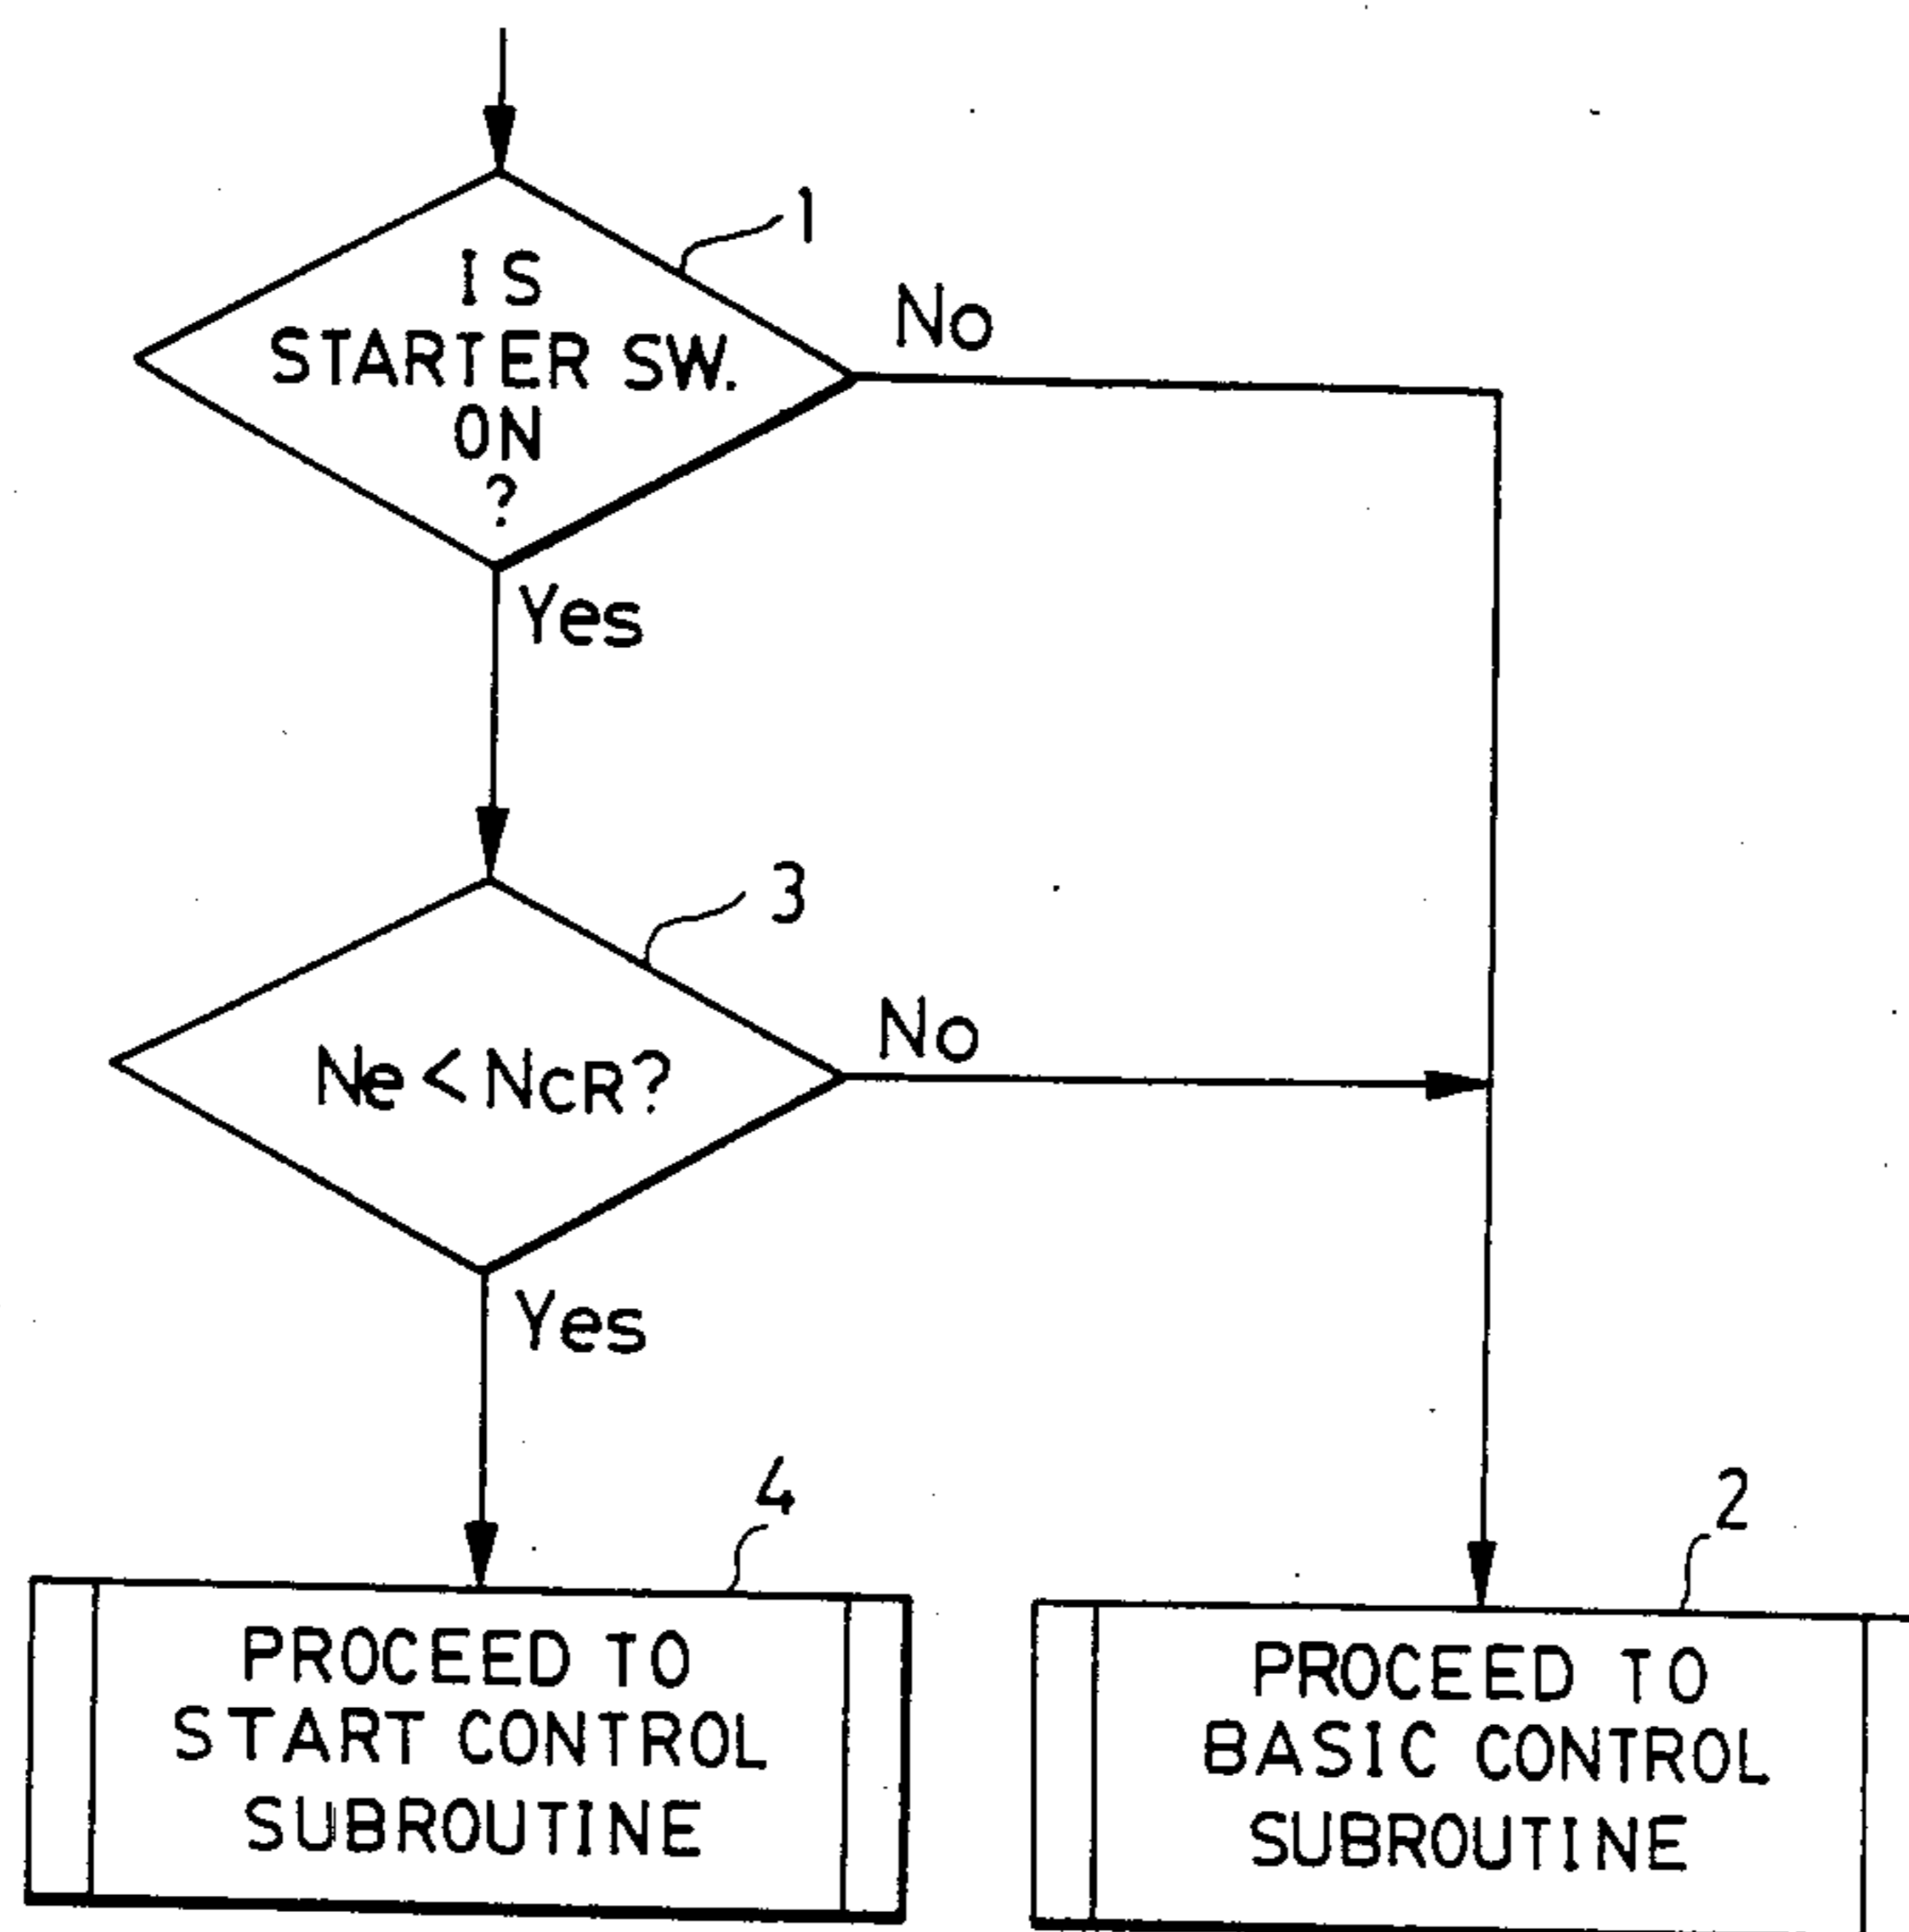 1
IS
STARTER SW.
ON
?
No
Yes
3
Ne < NCR?
No
Yes
4
PROCEED TO
START CONTROL
SUBROUTINE
2
PROCEED TO
BASIC CONTROL
SUBROUTINE